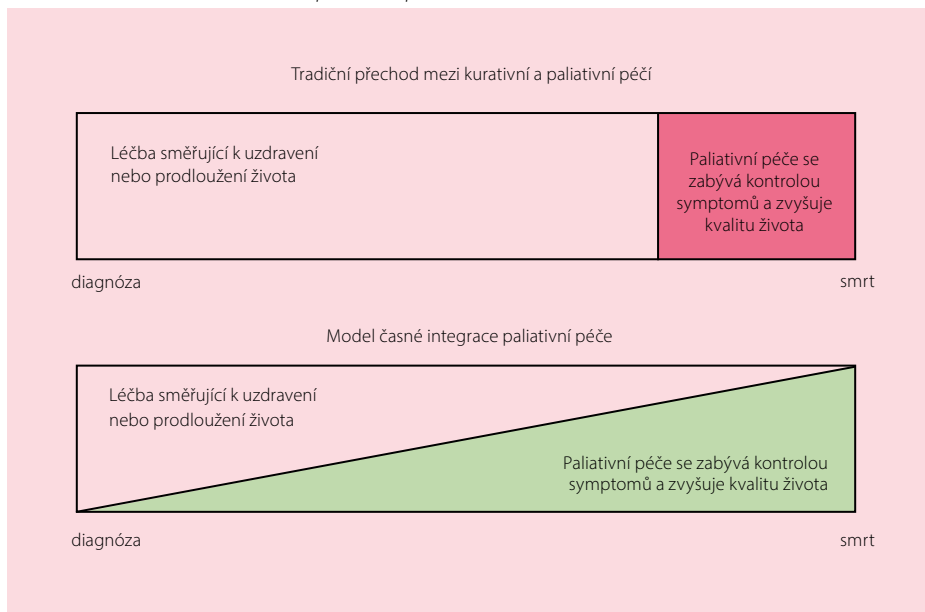 Tradiční přechod mezi kurativní a paliativní péčí
Léčba směřující k uzdravení
nebo prodloužení života
Paliativní péče se
zabývá kontrolou
symptomů a zvyšuje
kvalitu života
diagnóza
smrt
Model časné integrace paliativní péče
Léčba směřující k uzdravení
nebo prodloužení života
Paliativní péče se zabývá kontrolou
symptomů a zvyšuje kvalitu života
diagnóza
smrt